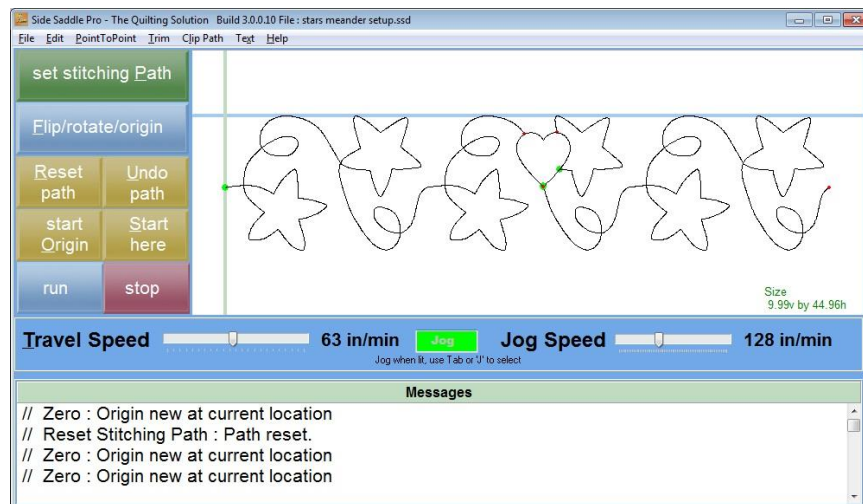 Side Saddle Pro - The Quilting Solution Build 3.0.0.10 File : stars meander setup.ssd
File Edit PointToPoint Trim Clip Path Text Help
set stitching Path
Flip/rotate/origin
Reset path
Undo path
start Origin
Start here
run
stop
Size
9.99v by 44.96h
Travel Speed 63 in/min Jog Jog Speed 128 in/min
Jog when lit, use Tab or 'J' to select
Messages
// Zero : Origin new at current location
// Reset Stitching Path : Path reset.
// Zero : Origin new at current location
// Zero : Origin new at current location